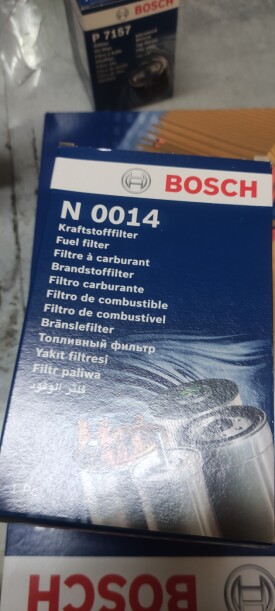 BOSCH
P 7157
BOSCH
N 0014
Kraftstofffilter
Fuel filter
Filtre à carburant
Brandstoffilter
Filtro carburante
Filtro de combustible
Filtro de combustível
Bränslefilter
Топливный фильтр
Yakıt filtresi
Filtr paliwa
فلتر الوقود
BOSCH